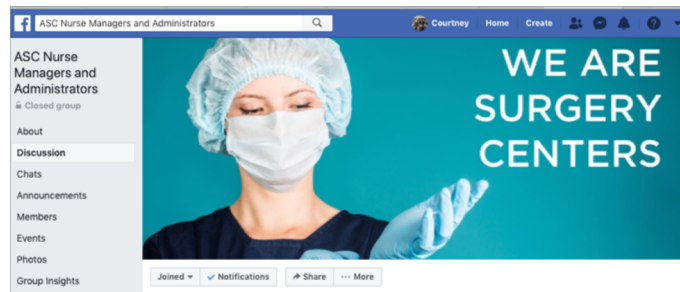 ASC Nurse Managers and Administrators
Courtney
Home
Create
ASC Nurse
Managers and
Administrators
Closed group
About
Discussion
Chats
Announcements
Members
Events
Photos
Group Insights
WE ARE
SURGERY
CENTERS
Joined
Notifications
Share
More